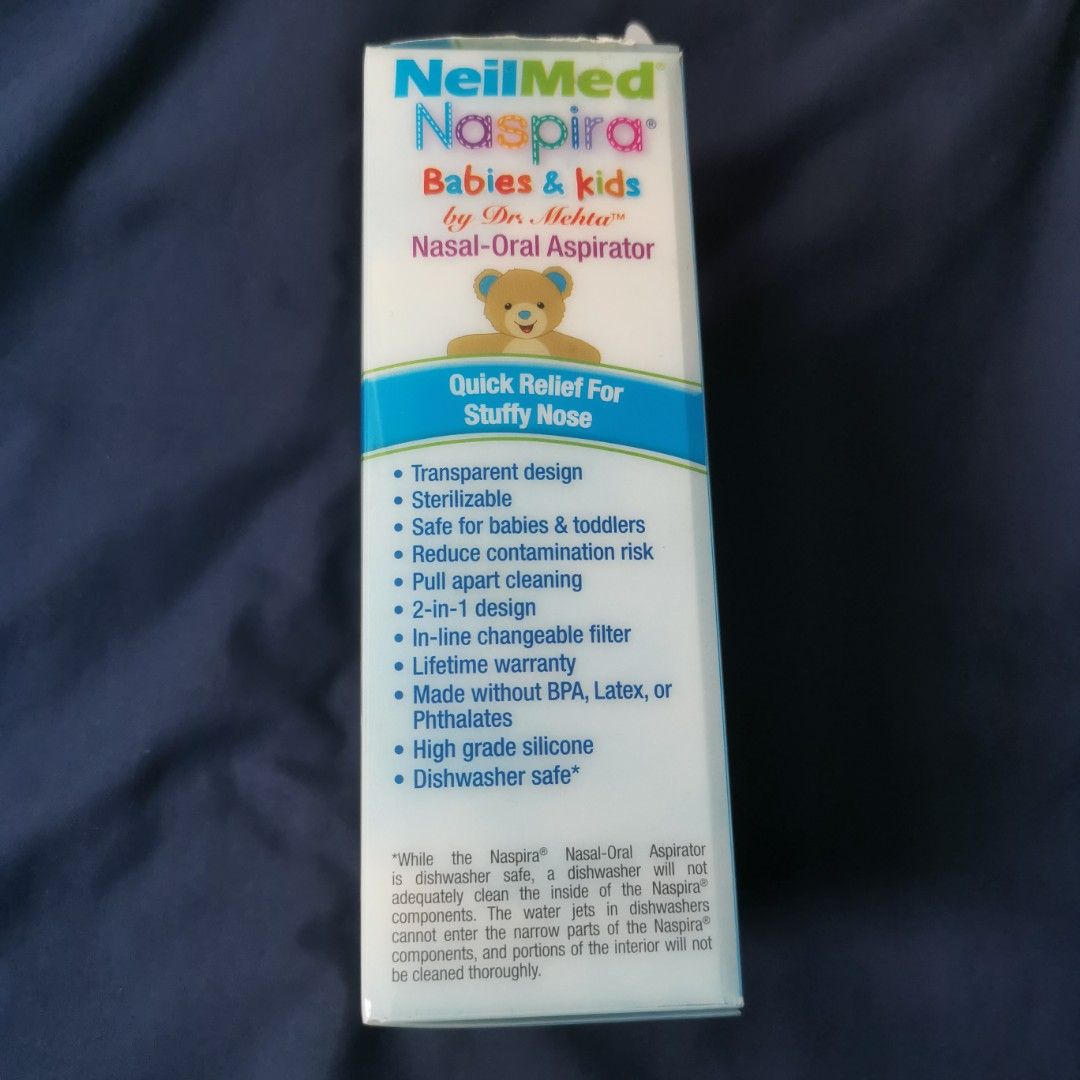 NeilMed®
Naspira®
Babies & kids
by Dr. Mehta™
Nasal-Oral Aspirator
Quick Relief For
Stuffy Nose
• Transparent design
• Sterilizable
• Safe for babies & toddlers
• Reduce contamination risk
• Pull apart cleaning
• 2-in-1 design
• In-line changeable filter
• Lifetime warranty
• Made without BPA, Latex, or
Phthalates
• High grade silicone
• Dishwasher safe*
*While the Naspira® Nasal-Oral Aspirator
is dishwasher safe, a dishwasher will not
adequately clean the inside of the Naspira®
components. The water jets in dishwashers
cannot enter the narrow parts of the Naspira®
components, and portions of the interior will not
be cleaned thoroughly.